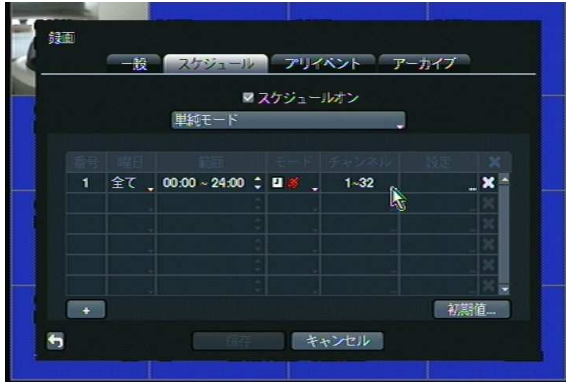 録画
一般 スケジュール プリイベント アーカイブ
スケジュールオン
単純モード
番号 曜日 範囲 モード チャンネル 設定
1 全て 00:00 ~ 24:00 1~32 ...
+ 初期値...
保存 キャンセル